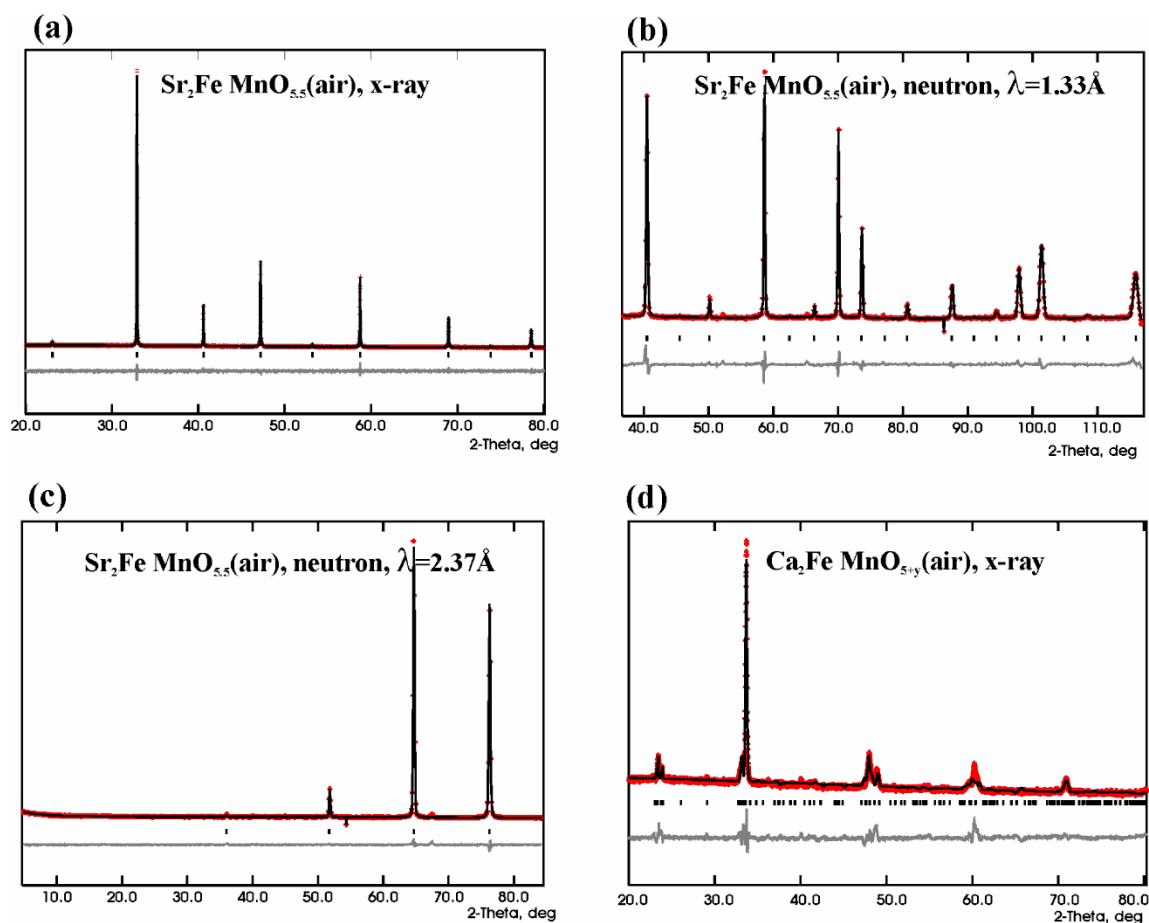 (a)
Sr₂Fe MnO₅.₅(air), x-ray
20.0 30.0 40.0 50.0 60.0 70.0 80.0
2-Theta, deg
(b)
Sr₂Fe MnO₅.₅(air), neutron, λ=1.33Å
40.0 50.0 60.0 70.0 80.0 90.0 100.0 110.0
2-Theta, deg
(c)
Sr₂Fe MnO₅.₅(air), neutron, λ=2.37Å
10.0 20.0 30.0 40.0 50.0 60.0 70.0 80.0
2-Theta, deg
(d)
Ca₂Fe MnO₅₊y(air), x-ray
20.0 30.0 40.0 50.0 60.0 70.0 80.0
2-Theta, deg